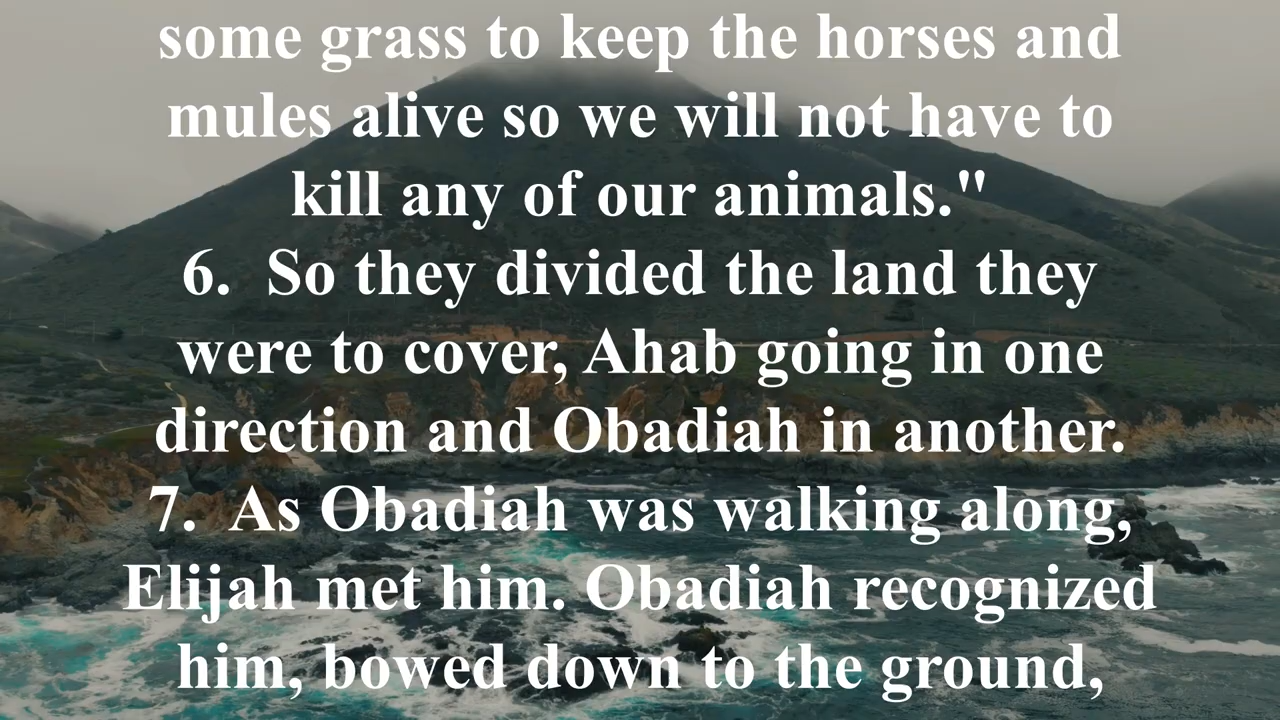 some grass to keep the horses and
mules alive so we will not have to
kill any of our animals."
6.  So they divided the land they
were to cover, Ahab going in one
direction and Obadiah in another.
7.  As Obadiah was walking along,
Elijah met him. Obadiah recognized
him, bowed down to the ground,